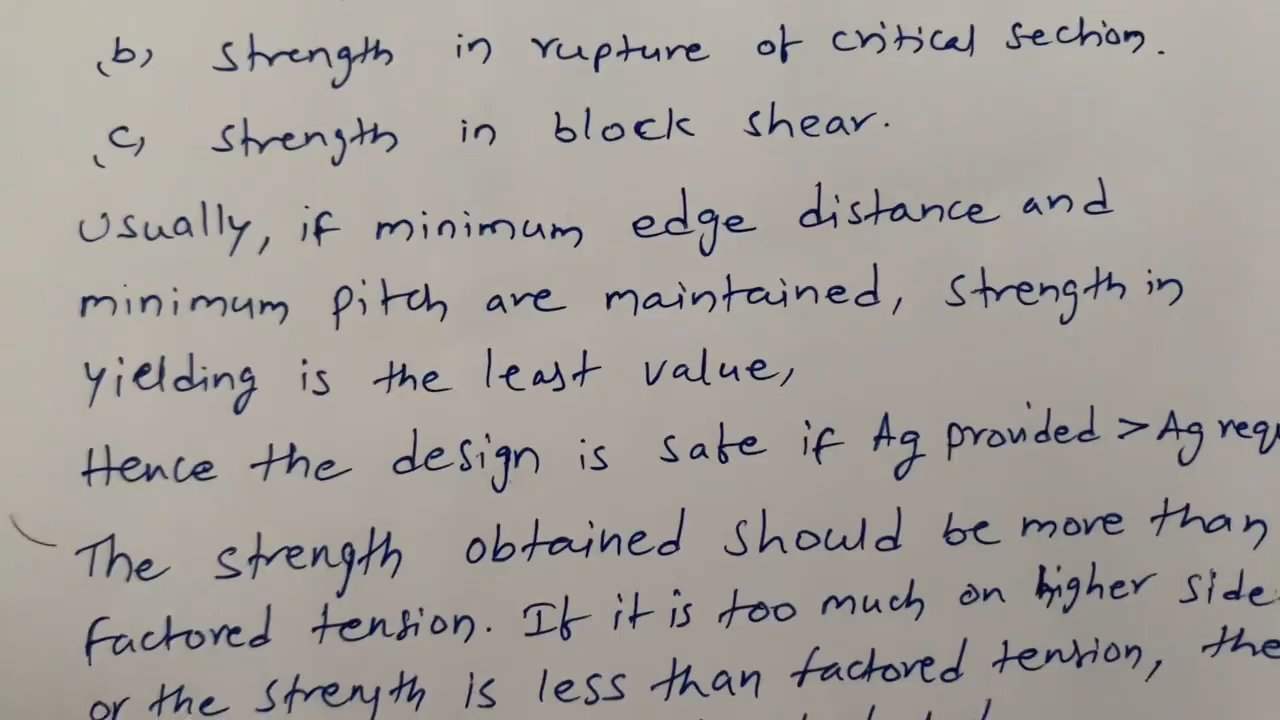 (b) Strength in rupture of critical section.
(c) Strength in block shear.
Usually, if minimum edge distance and
minimum pitch are maintained, strength in
yielding is the least value,
Hence the design is safe if Ag provided > Ag requ
The strength obtained should be more than
factored tension. If it is too much on higher side
or the strength is less than factored tension, the